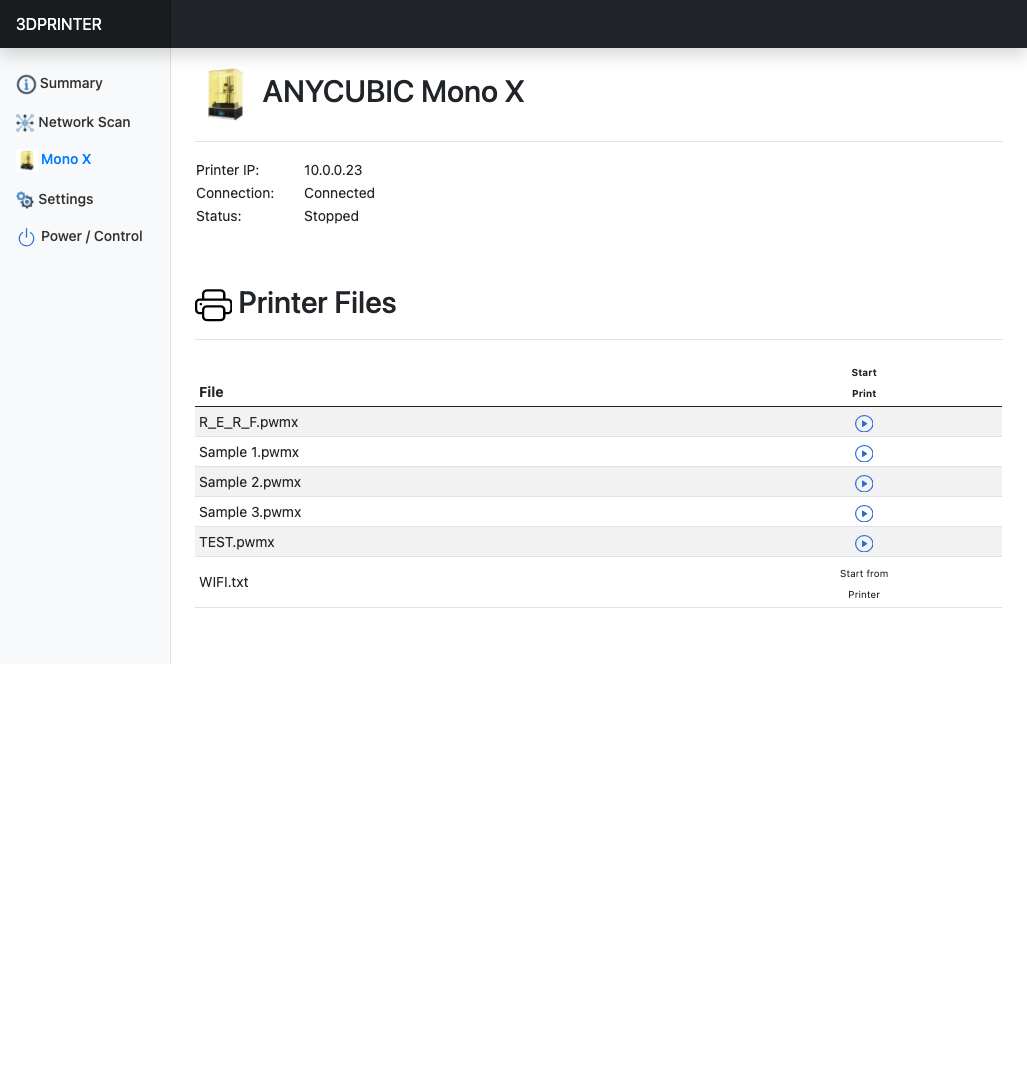 3DPRINTER
Summary
Network Scan
Mono X
Settings
Power / Control
ANYCUBIC Mono X
Printer IP: 10.0.0.23
Connection: Connected
Status: Stopped
Printer Files
File Start
Print
R_E_R_F.pwmx
Sample 1.pwmx
Sample 2.pwmx
Sample 3.pwmx
TEST.pwmx
WIFI.txt Start from
Printer